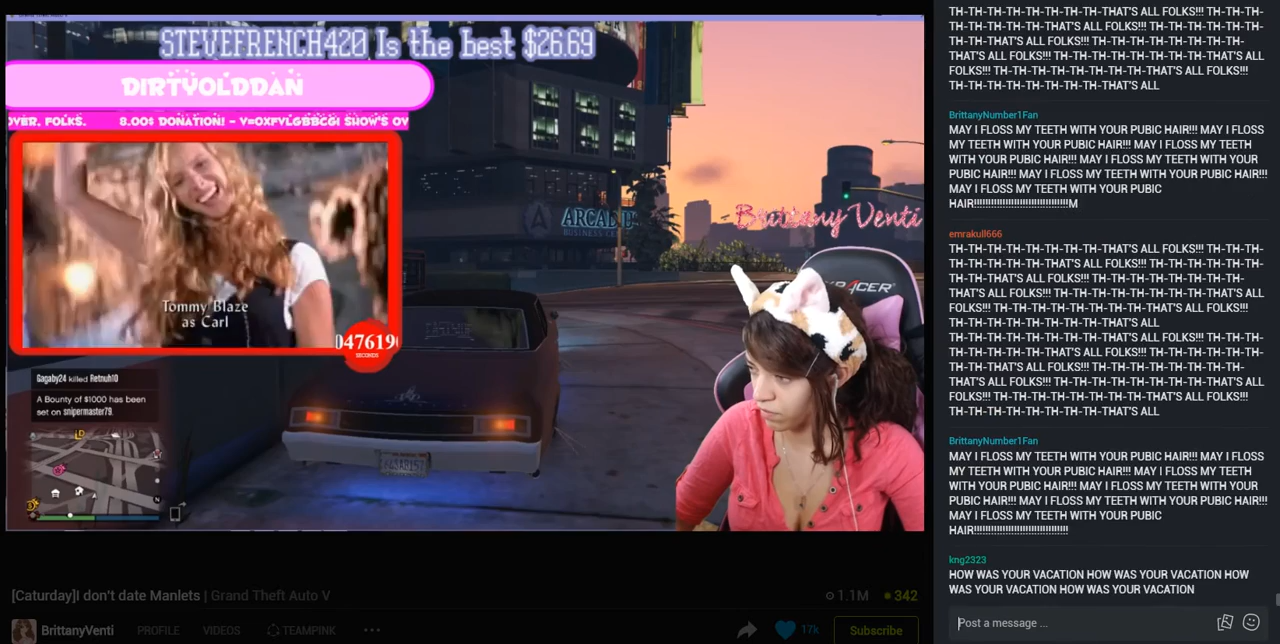 STEVEFRENCH420 Is the best $26.69
DIRTYOLDDAN
OVER, FOLKS. 8.00$ DONATION! - V=OXFVLGBBCGI SHOW'S OV
Tommy Blaze
as Carl
047619
SECONDS
ARCADIUS
BUSINESS CE
Brittany Venti
Gagaby24 killed Retnuh10
A Bounty of $1000 has been
set on snipermaster79.
[Caturday]I don't date Manlets | Grand Theft Auto V
1.1M 342
BrittanyVenti PROFILE VIDEOS TEAMPINK 17k Subscribe
TH-TH-TH-TH-TH-TH-TH-THAT'S ALL FOLKS!!! TH-TH-TH-
TH-TH-TH-TH-TH-THAT'S ALL FOLKS!!! TH-TH-TH-TH-
TH-TH-THAT'S ALL FOLKS!!! TH-TH-TH-TH-TH-TH-TH-
THAT'S ALL FOLKS!!! TH-TH-TH-TH-TH-TH-TH-THAT'S ALL
FOLKS!!! TH-TH-TH-TH-TH-TH-TH-THAT'S ALL FOLKS!!!
TH-TH-TH-TH-TH-TH-TH-THAT'S ALL
BrittanyNumber1Fan
MAY I FLOSS MY TEETH WITH YOUR PUBIC HAIR!!! MAY I FLOSS
MY TEETH WITH YOUR PUBIC HAIR!!! MAY I FLOSS MY TEETH
WITH YOUR PUBIC HAIR!!! MAY I FLOSS MY TEETH WITH YOUR
PUBIC HAIR!!! MAY I FLOSS MY TEETH WITH YOUR PUBIC HAIR!!!
MAY I FLOSS MY TEETH WITH YOUR PUBIC
HAIR!!!!!!!!!!!!!!!!!!!!!!!!!!!!!!!!!M
emrakull666
TH-TH-TH-TH-TH-TH-TH-THAT'S ALL FOLKS!!! TH-TH-TH-
TH-TH-TH-TH-TH-THAT'S ALL FOLKS!!! TH-TH-TH-TH-
TH-TH-THAT'S ALL FOLKS!!! TH-TH-TH-TH-TH-TH-TH-
THAT'S ALL FOLKS!!! TH-TH-TH-TH-TH-TH-TH-THAT'S ALL
FOLKS!!! TH-TH-TH-TH-TH-TH-TH-THAT'S ALL FOLKS!!!
TH-TH-TH-TH-TH-TH-TH-THAT'S ALL
TH-TH-TH-TH-TH-TH-TH-THAT'S ALL FOLKS!!! TH-TH-TH-
TH-TH-TH-TH-TH-THAT'S ALL FOLKS!!! TH-TH-TH-TH-
TH-TH-THAT'S ALL FOLKS!!! TH-TH-TH-TH-TH-TH-TH-
THAT'S ALL FOLKS!!! TH-TH-TH-TH-TH-TH-TH-THAT'S ALL
FOLKS!!! TH-TH-TH-TH-TH-TH-TH-THAT'S ALL FOLKS!!!
TH-TH-TH-TH-TH-TH-TH-THAT'S ALL
BrittanyNumber1Fan
MAY I FLOSS MY TEETH WITH YOUR PUBIC HAIR!!! MAY I FLOSS
MY TEETH WITH YOUR PUBIC HAIR!!! MAY I FLOSS MY TEETH
WITH YOUR PUBIC HAIR!!! MAY I FLOSS MY TEETH WITH YOUR
PUBIC HAIR!!! MAY I FLOSS MY TEETH WITH YOUR PUBIC HAIR!!!
MAY I FLOSS MY TEETH WITH YOUR PUBIC
HAIR!!!!!!!!!!!!!!!!!!!!!!!!!!!!!!!!!
kng2323
HOW WAS YOUR VACATION HOW WAS YOUR VACATION HOW
WAS YOUR VACATION HOW WAS YOUR VACATION
Post a message ...